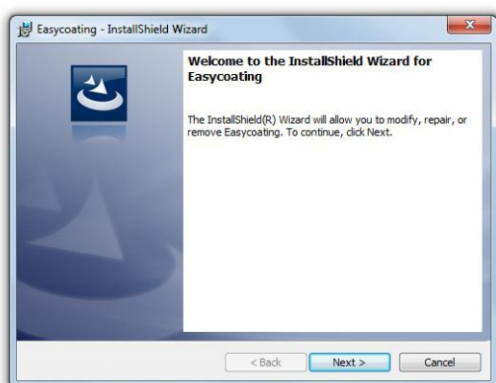 Easycoating - InstallShield Wizard
Welcome to the InstallShield Wizard for
Easycoating
The InstallShield(R) Wizard will allow you to modify, repair, or
remove Easycoating. To continue, click Next.
< Back
Next >
Cancel